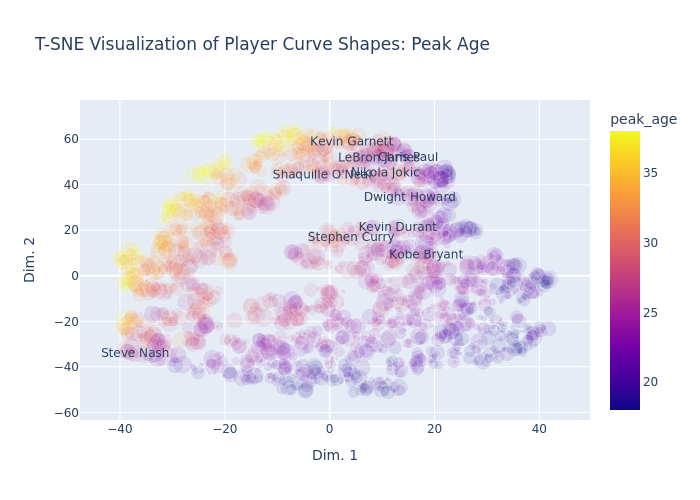 T-SNE Visualization of Player Curve Shapes: Peak Age
peak_age
60
40
20
0
−20
−40
−60
Dim. 2
Kevin Garnett
LeBron James
Chris Paul
Shaquille O'Neal
Nikola Jokic
Dwight Howard
Kevin Durant
Stephen Curry
Kobe Bryant
Steve Nash
35
30
25
20
−40
−20
0
20
40
Dim. 1